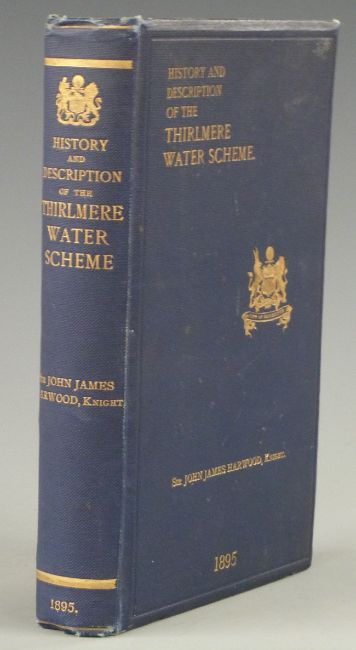 HISTORY
AND
DESCRIPTION
OF THE
THIRLMERE
WATER
SCHEME
SIR JOHN JAMES
HARWOOD, KNIGHT.
1895.
HISTORY AND
DESCRIPTION
OF THE
THIRLMERE
WATER SCHEME.
SIR JOHN JAMES HARWOOD, KNIGHT.
1895